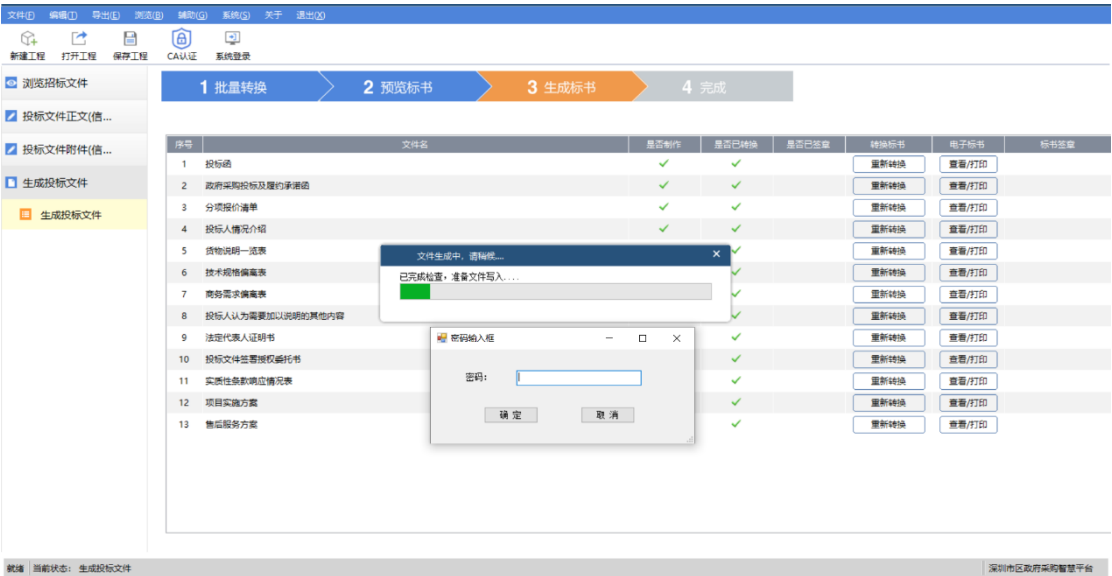 文件(F) 编辑(T) 导出(E) 浏览(B) 辅助(G) 系统(S) 关于 退出(X)
新建工程 打开工程 保存工程 CA认证 系统登录
浏览招标文件
投标文件正文(信...
投标文件附件(信...
生成投标文件
生成投标文件
1 批量转换 2 预览标书 3 生成标书 4 完成
序号 文件名 是否制作 是否已转换 是否已签章 转换标书 电子标书 标书签章
1 投标函 重新转换 查看/打印
2 政府采购投标及履约承诺函 重新转换 查看/打印
3 分项报价清单 重新转换 查看/打印
4 投标人情况介绍 重新转换 查看/打印
5 货物说明一览表 重新转换 查看/打印
6 技术规格偏离表 重新转换 查看/打印
7 商务需求偏离表 重新转换 查看/打印
8 投标人认为需要加以说明的其他内容 重新转换 查看/打印
9 法定代表人证明书 重新转换 查看/打印
10 投标文件签署授权委托书 重新转换 查看/打印
11 实质性条款响应情况表 重新转换 查看/打印
12 项目实施方案 重新转换 查看/打印
13 售后服务方案 重新转换 查看/打印
文件生成中，请稍候....
已完成检查，准备文件写入....
密码输入框
密码：
确定 取消
就绪 当前状态： 生成投标文件 深圳市区政府采购智慧平台